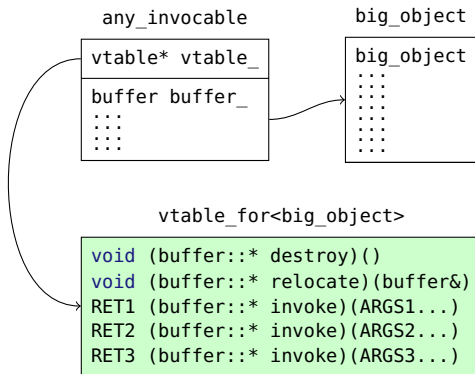 any_invocable
big_object
vtable* vtable_
buffer buffer_
...
...
...
big_object
...
...
...
...
...
...
vtable_for<big_object>
void (buffer::* destroy)()
void (buffer::* relocate)(buffer&)
RET1 (buffer::* invoke)(ARGS1...)
RET2 (buffer::* invoke)(ARGS2...)
RET3 (buffer::* invoke)(ARGS3...)